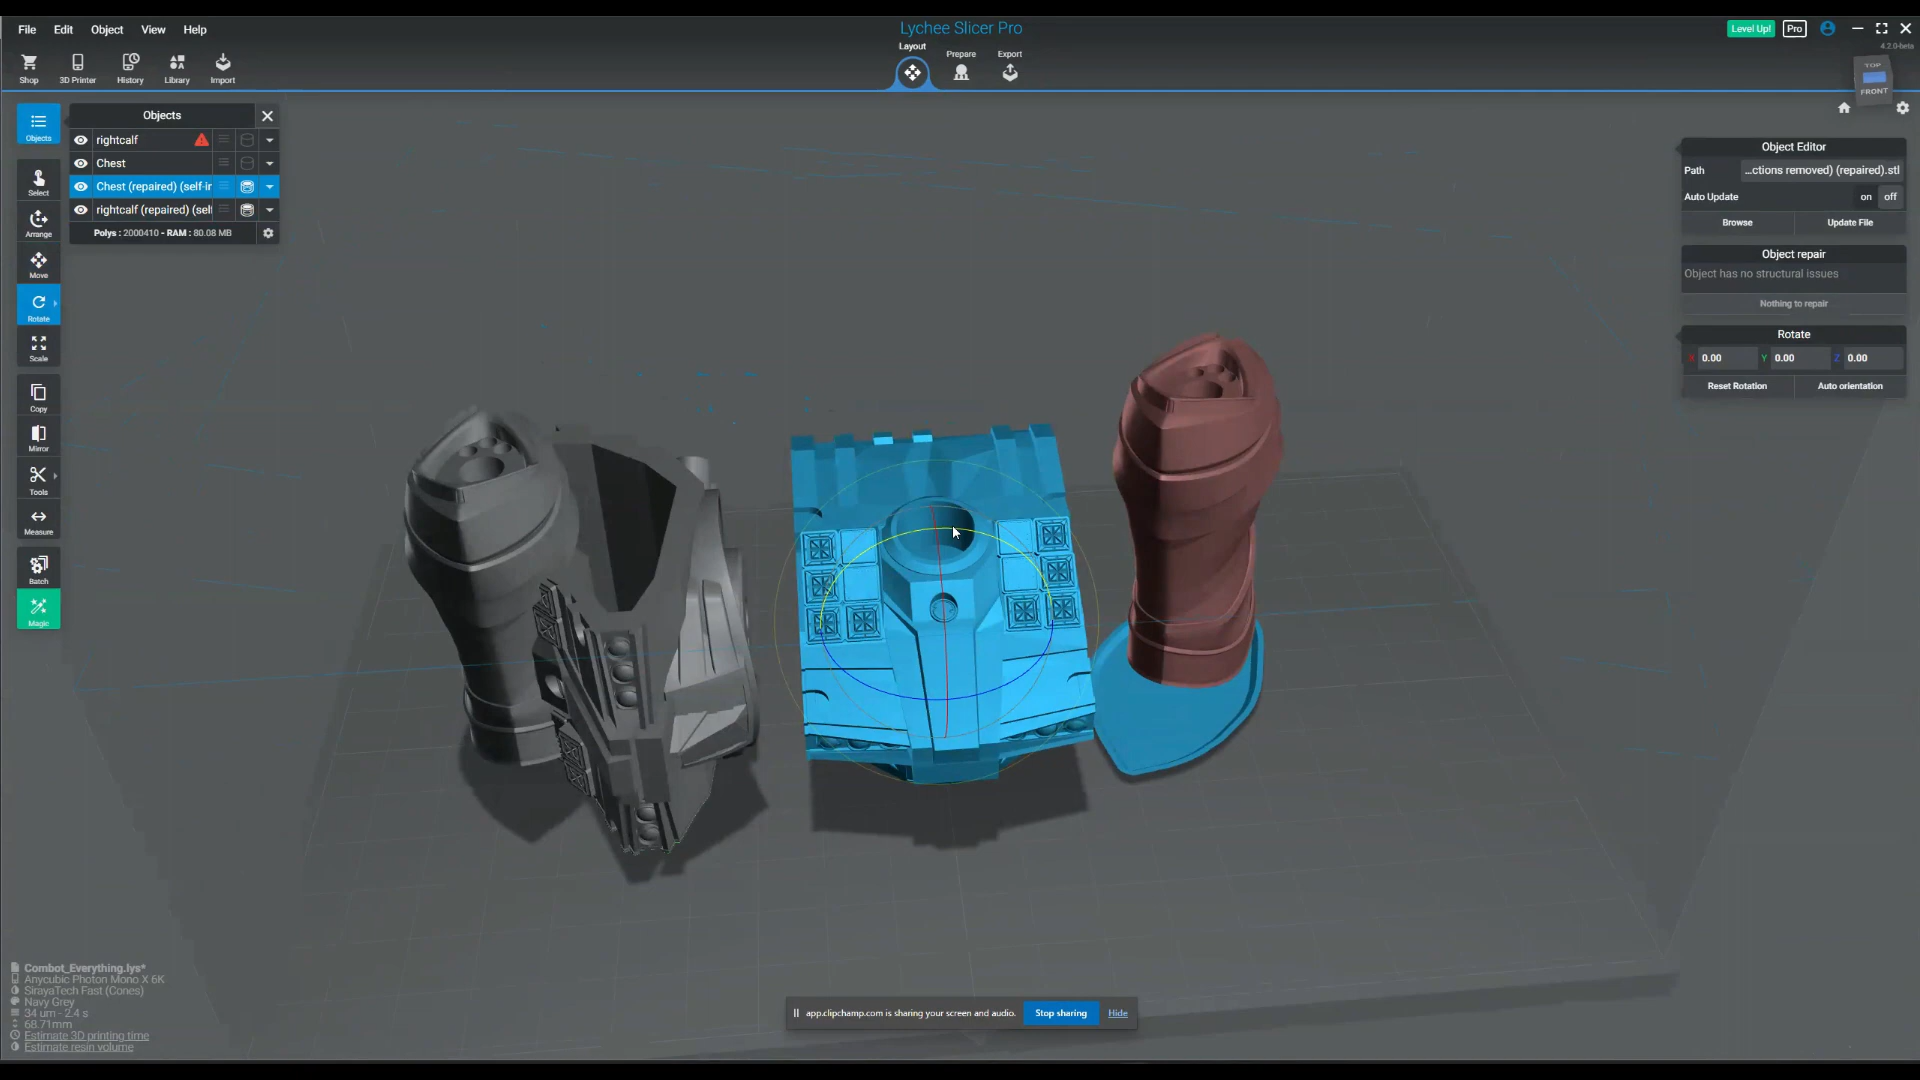 File Edit Object View Help
Lychee Slicer Pro
Level Up!
Pro
4.2.0-beta
Shop
3D Printer
History
Library
Import
Layout
Prepare
Export
TOP
FRONT
Objects
Select
Arrange
Move
Rotate
Scale
Copy
Mirror
Tools
Measure
Batch
Magic
Objects
rightcalf
Chest
Chest (repaired) (self-ir
rightcalf (repaired) (self
Polys : 2000410 - RAM : 80.08 MB
Object Editor
Path ...ctions removed) (repaired).stl
Auto Update on off
Browse Update File
Object repair
Object has no structural issues
Nothing to repair
Rotate
X 0.00 Y 0.00 Z 0.00
Reset Rotation Auto orientation
Combot_Everything.lys*
Anycubic Photon Mono X 6K
SirayaTech Fast (Cones)
Navy Grey
34 um - 2.4 s
68.71mm
Estimate 3D printing time
Estimate resin volume
app.clipchamp.com is sharing your screen and audio. Stop sharing Hide